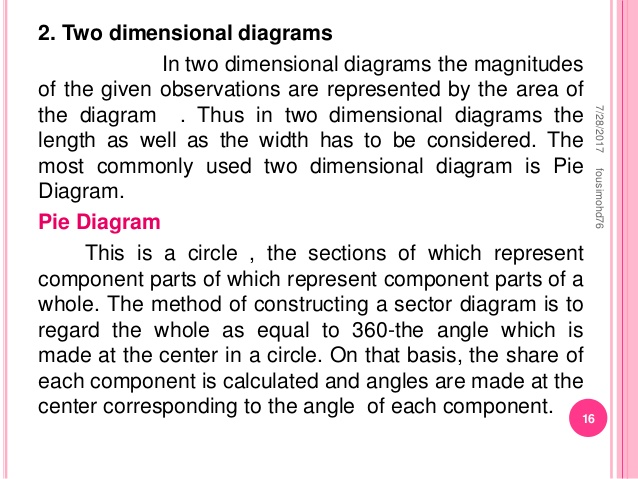 2. Two dimensional diagrams
In two dimensional diagrams the magnitudes
of the given observations are represented by the area of
the diagram . Thus in two dimensional diagrams the
length as well as the width has to be considered. The
most commonly used two dimensional diagram is Pie
Diagram.
Pie Diagram
This is a circle , the sections of which represent
component parts of which represent component parts of a
whole. The method of constructing a sector diagram is to
regard the whole as equal to 360-the angle which is
made at the center in a circle. On that basis, the share of
each component is calculated and angles are made at the
center corresponding to the angle of each component.
7/28/2017 fousimohd76
16